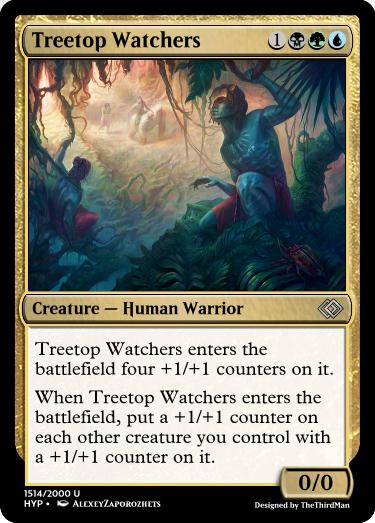 Treetop Watchers 1
Creature — Human Warrior
Treetop Watchers enters the
battlefield four +1/+1 counters on it.
When Treetop Watchers enters the
battlefield, put a +1/+1 counter on
each other creature you control with
a +1/+1 counter on it.
0/0
1514/2000 U
HYP • AlexeyZaporozhets
Designed by TheThirdMan